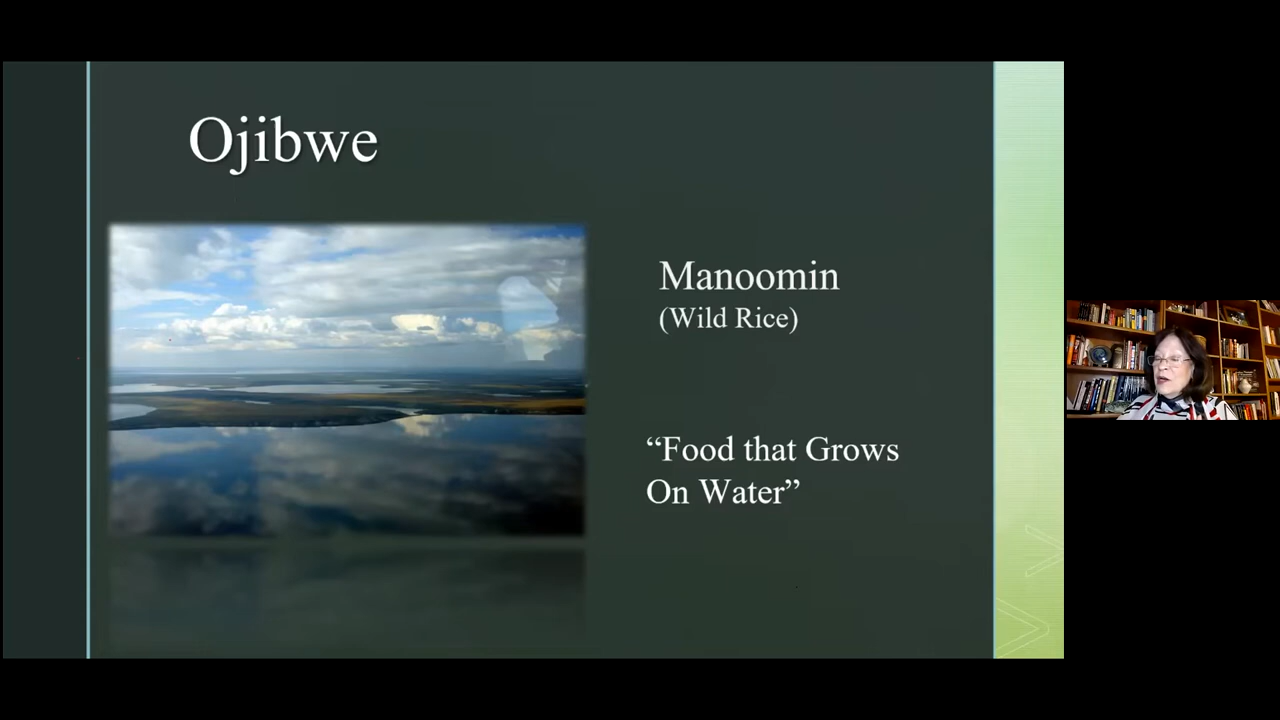 Ojibwe
Manoomin
(Wild Rice)
“Food that Grows
On Water”